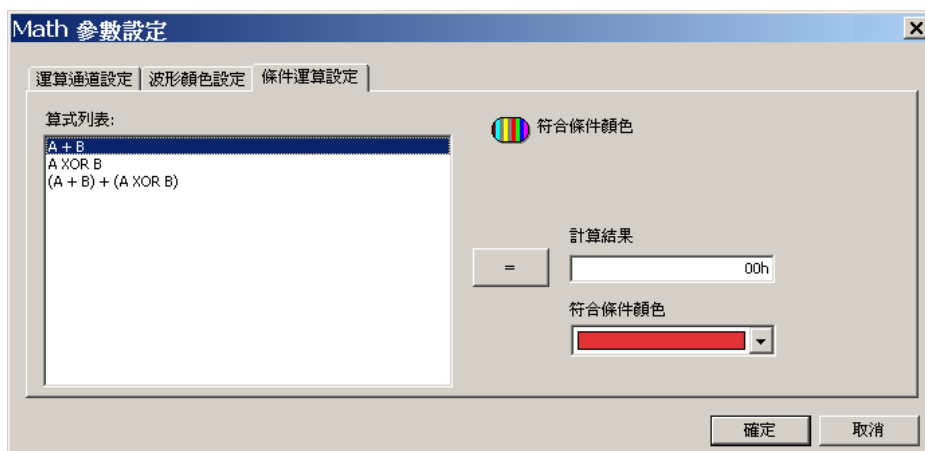 Math 參數設定
運算通道設定 波形顏色設定 條件運算設定
算式列表:
A + B
A XOR B
(A + B) + (A XOR B)
符合條件顏色
計算結果
=
00h
符合條件顏色
確定 取消